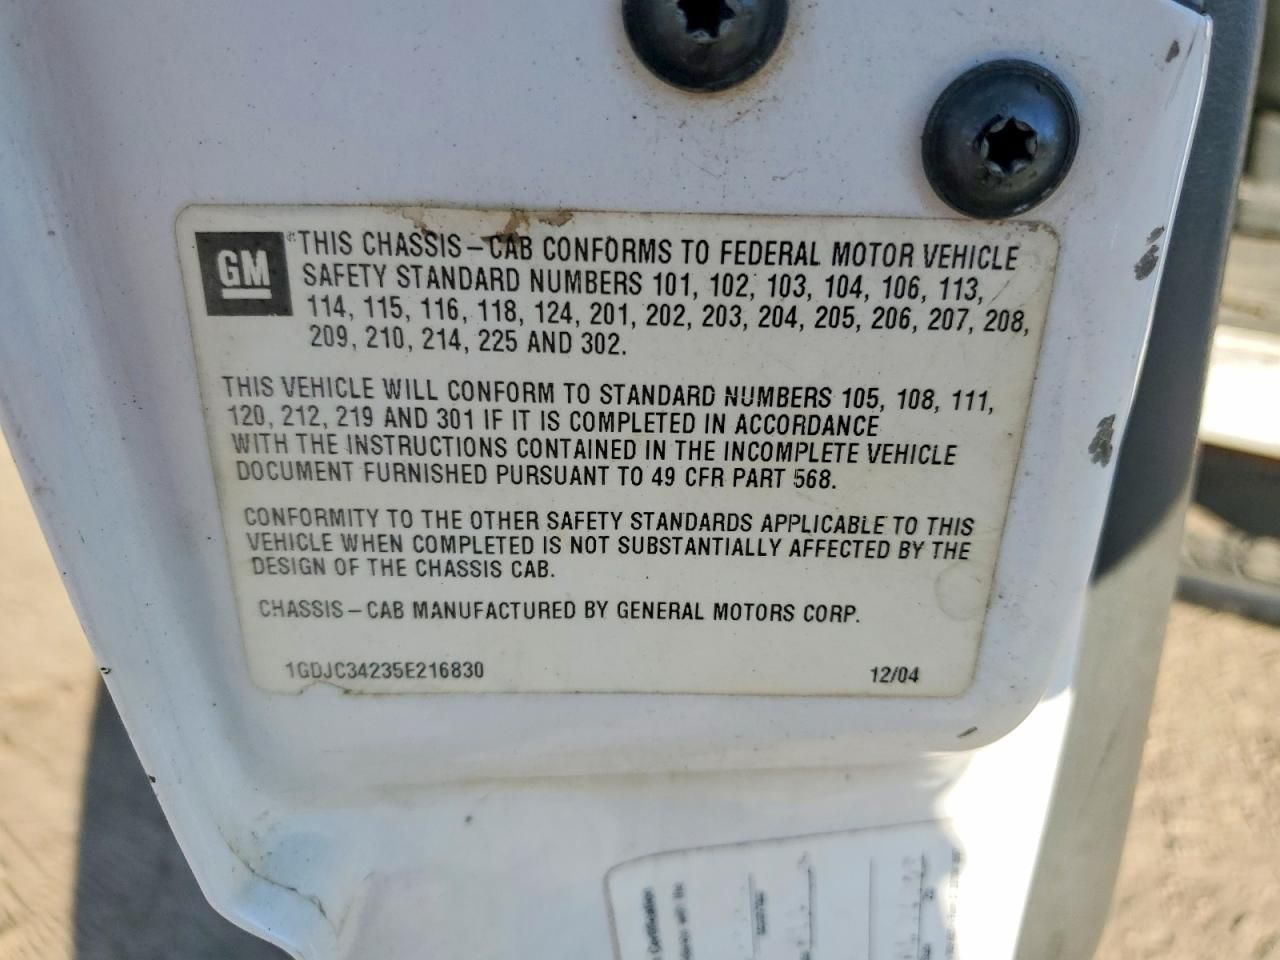 GM
THIS CHASSIS-CAB CONFORMS TO FEDERAL MOTOR VEHICLE
SAFETY STANDARD NUMBERS 101, 102, 103, 104, 106, 113,
114, 115, 116, 118, 124, 201, 202, 203, 204, 205, 206, 207, 208,
209, 210, 214, 225 AND 302.
THIS VEHICLE WILL CONFORM TO STANDARD NUMBERS 105, 108, 111,
120, 212, 219 AND 301 IF IT IS COMPLETED IN ACCORDANCE
WITH THE INSTRUCTIONS CONTAINED IN THE INCOMPLETE VEHICLE
DOCUMENT FURNISHED PURSUANT TO 49 CFR PART 568.
CONFORMITY TO THE OTHER SAFETY STANDARDS APPLICABLE TO THIS
VEHICLE WHEN COMPLETED IS NOT SUBSTANTIALLY AFFECTED BY THE
DESIGN OF THE CHASSIS CAB.
CHASSIS-CAB MANUFACTURED BY GENERAL MOTORS CORP.
1GDJC34235E216830 12/04
Certification